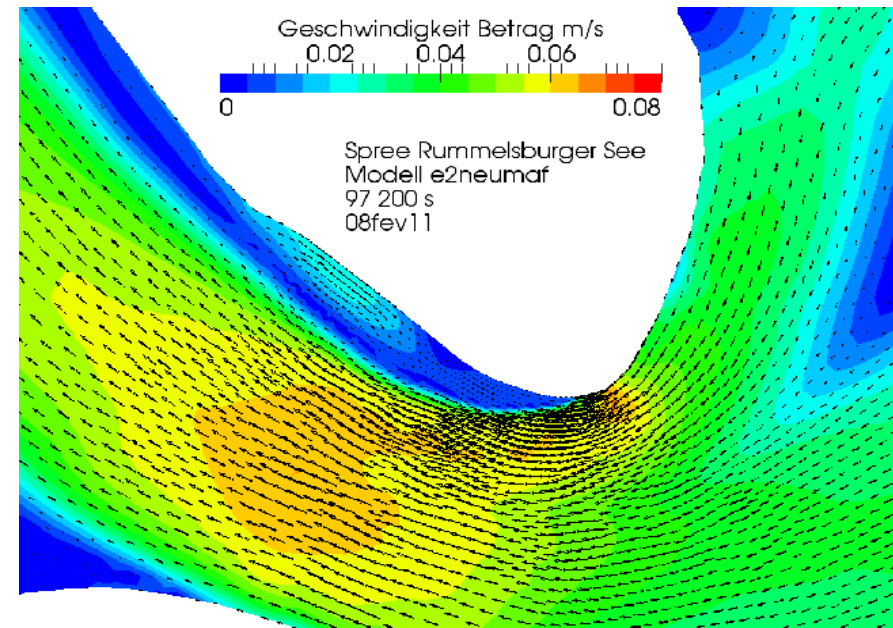 Geschwindigkeit Betrag m/s
0.02 0.04 0.06
0 0.08
Spree Rummelsburger See
Modell e2neumaf
97 200 s
08fev11